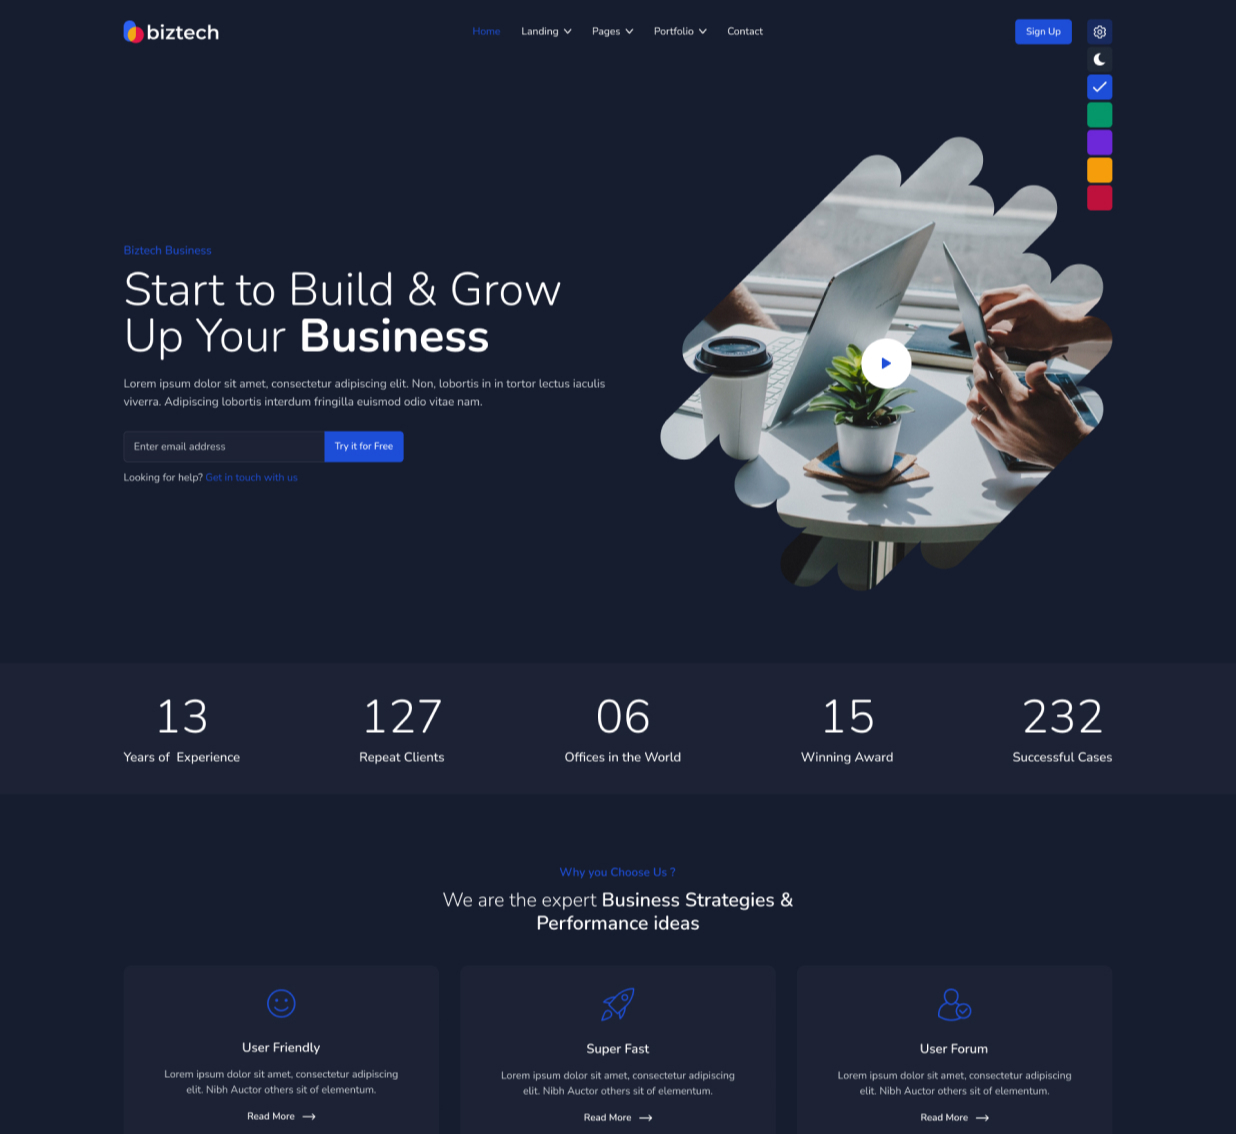 biztech
Home Landing Pages Portfolio Contact
Sign Up
Biztech Business
Start to Build & Grow
Up Your Business
Lorem ipsum dolor sit amet, consectetur adipiscing elit. Non, lobortis in in tortor lectus iaculis
viverra. Adipiscing lobortis interdum fringilla euismod odio vitae nam.
Enter email address
Try it for Free
Looking for help? Get in touch with us
13
Years of Experience
127
Repeat Clients
06
Offices in the World
15
Winning Award
232
Successful Cases
Why you Choose Us ?
We are the expert Business Strategies &
Performance ideas
User Friendly
Lorem ipsum dolor sit amet, consectetur adipiscing
elit. Nibh Auctor others sit of elementum.
Read More
Super Fast
Lorem ipsum dolor sit amet, consectetur adipiscing
elit. Nibh Auctor others sit of elementum.
Read More
User Forum
Lorem ipsum dolor sit amet, consectetur adipiscing
elit. Nibh Auctor others sit of elementum.
Read More